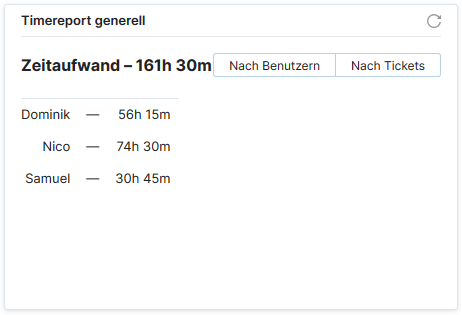 Timereport generell
Zeitaufwand – 161h 30m Nach Benutzern Nach Tickets
Dominik — 56h 15m
Nico — 74h 30m
Samuel — 30h 45m